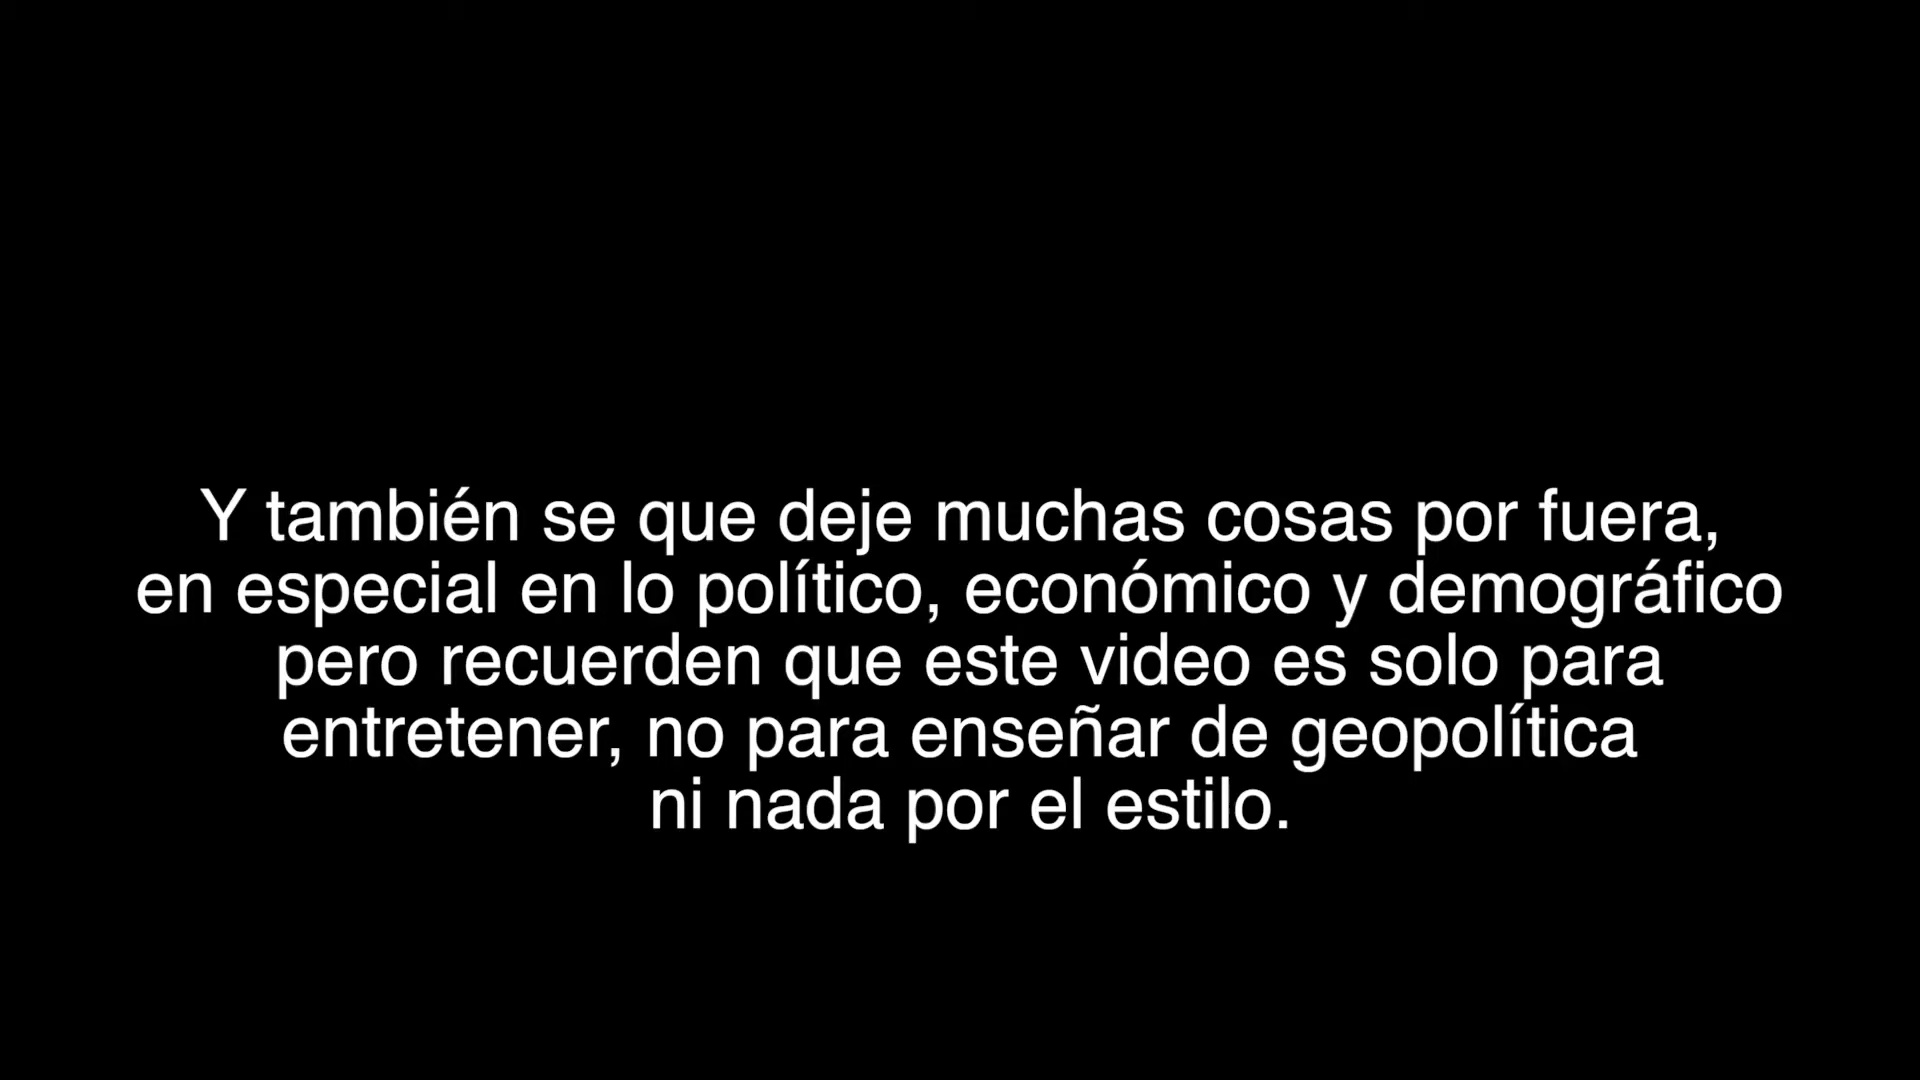 Y también se que deje muchas cosas por fuera,
en especial en lo político, económico y demográfico
pero recuerden que este video es solo para
entretener, no para enseñar de geopolítica
ni nada por el estilo.